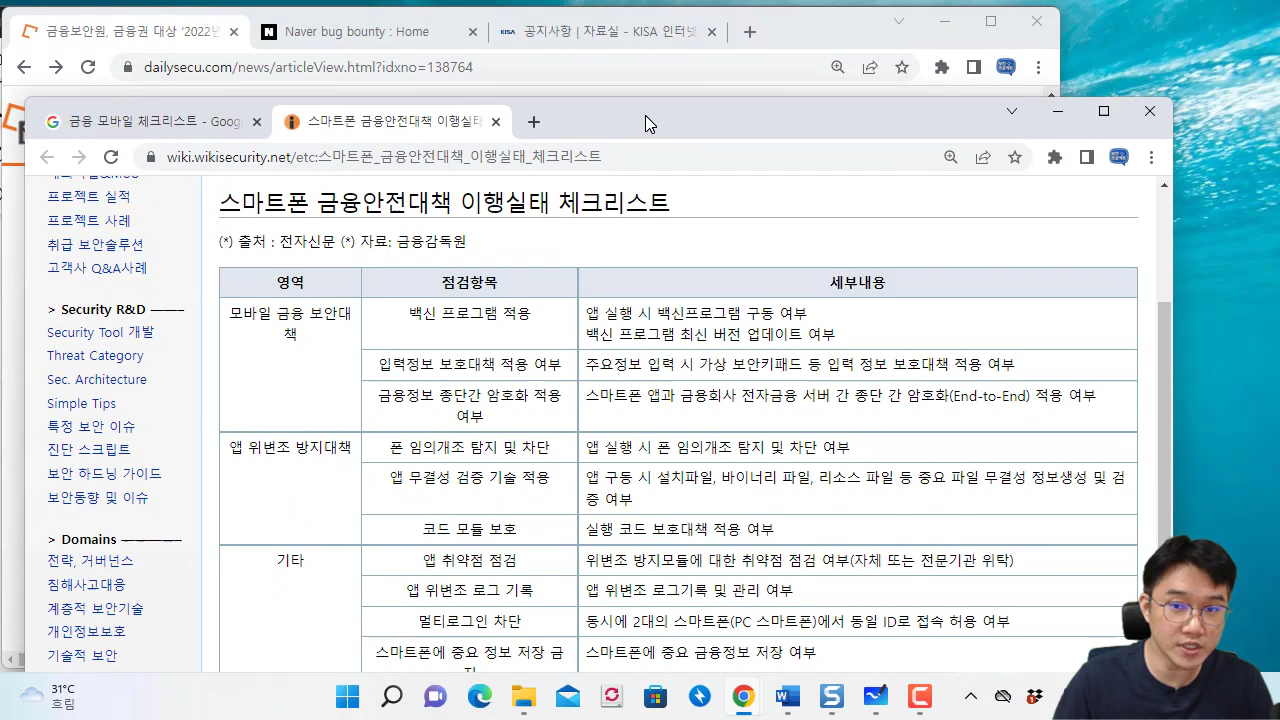 금융보안원, 금융권 대상 '2022년
Naver bug bounty : Home
KISA 공지사항 | 자료실 - KISA 인터넷
dailysecu.com/news/articleView.html?idxno=138764
금융 모바일 체크리스트 - Goog
스마트폰 금융안전대책 이행실태
wiki.wikisecurity.net/etc:스마트폰_금융안전대책_이행실태_체크리스트
프로젝트 실적
프로젝트 사례
취급 보안솔루션
고객사 Q&A사례
> Security R&D ——
Security Tool 개발
Threat Category
Sec. Architecture
Simple Tips
특정 보안 이슈
진단 스크립트
보안 하드닝 가이드
보안동향 및 이슈
> Domains ————
전략, 거버넌스
침해사고대응
계층적 보안기술
개인정보보호
기술적 보안
스마트폰 금융안전대책 이행실태 체크리스트
(*) 출처 : 전자신문 (*) 자료: 금융감독원
영역 점검항목 세부내용
모바일 금융 보안대
책
백신 프로그램 적용
앱 실행 시 백신프로그램 구동 여부
백신 프로그램 최신 버전 업데이트 여부
입력정보 보호대책 적용 여부
주요정보 입력 시 가상 보안키패드 등 입력 정보 보호대책 적용 여부
금융정보 종단간 암호화 적용
여부
스마트폰 앱과 금융회사 전자금융 서버 간 종단 간 암호화(End-to-End) 적용 여부
앱 위변조 방지대책
폰 임의개조 탐지 및 차단
앱 실행 시 폰 임의개조 탐지 및 차단 여부
앱 무결성 검증 기술 적용
앱 구동 시 설치파일, 바이너리 파일, 리소스 파일 등 중요 파일 무결성 정보생성 및 검
증 여부
코드 모듈 보호
실행 코드 보호대책 적용 여부
기타
앱 취약점 점검
위변조 방지모듈에 대한 취약점 점검 여부(자체 또는 전문기관 위탁)
앱 위변조 로그 기록
앱 위변조 로그기록 및 관리 여부
멀티로그인 차단
동시에 2대의 스마트폰(PC 스마트폰)에서 동일 ID로 접속 허용 여부
스마트폰에 중요 정보 저장 금
스마트폰에 중요 금융정보 저장 여부
31°C
흐림